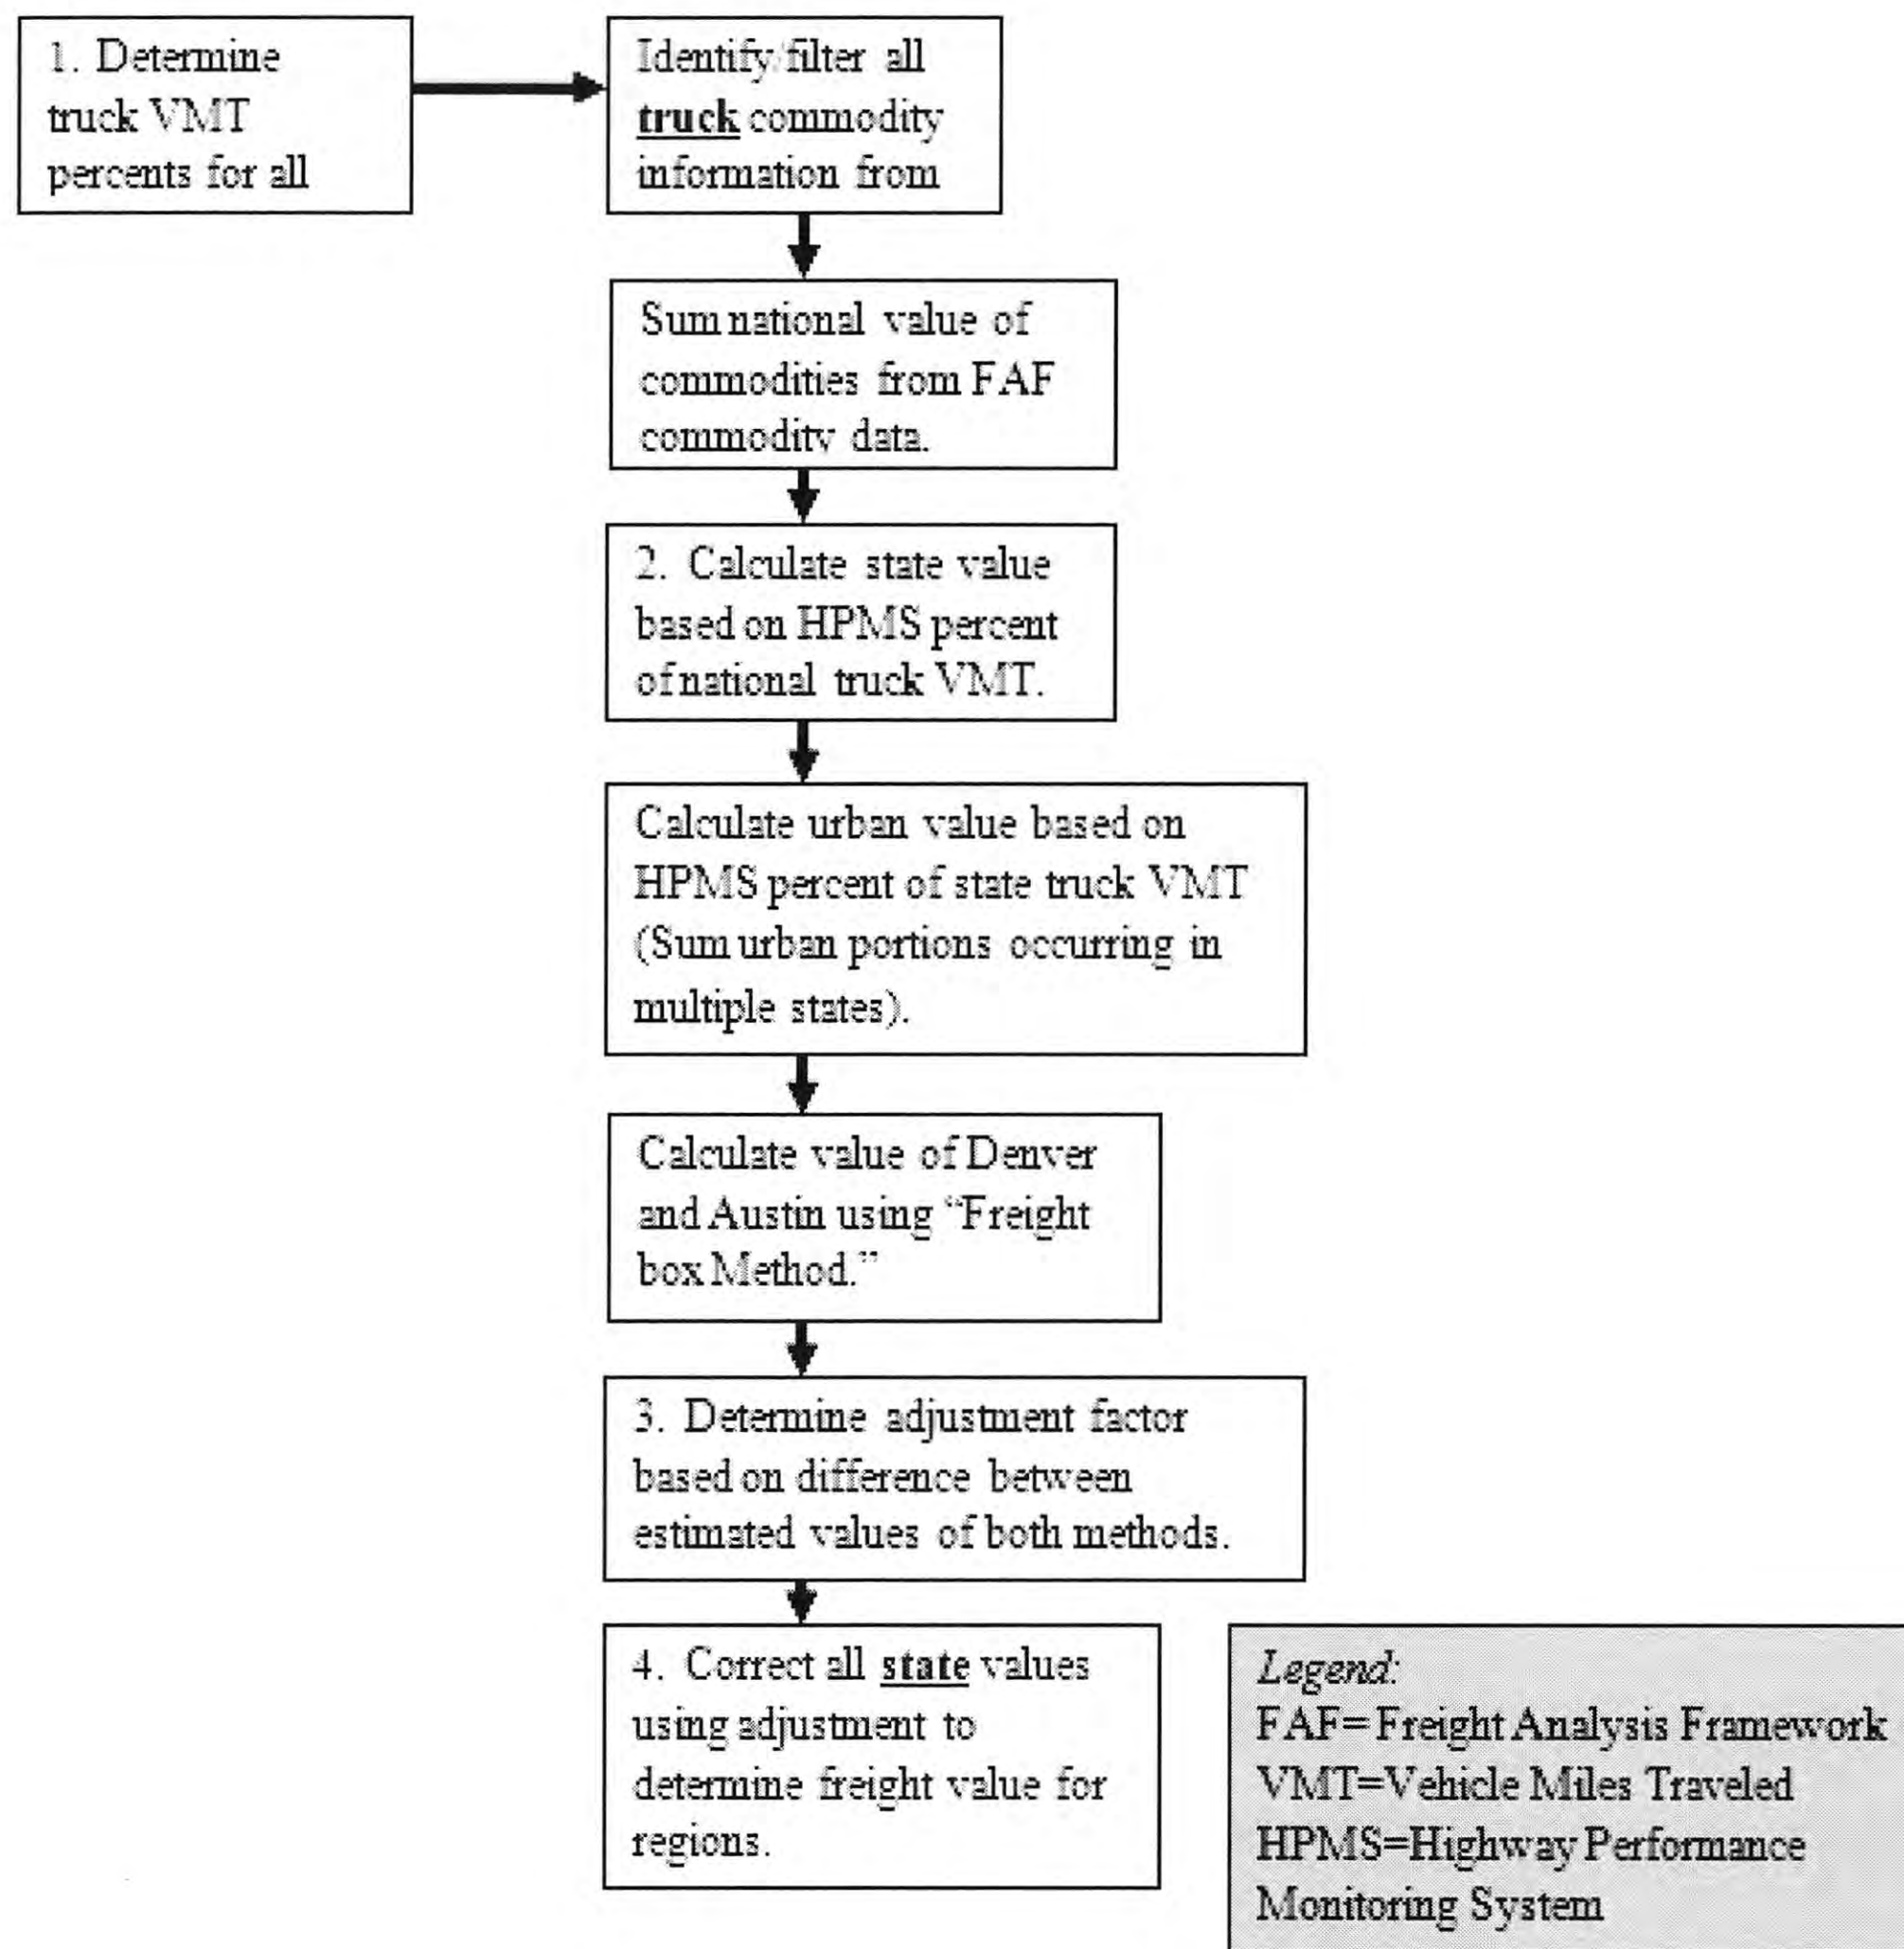 1. Determine
truck VMT
percents for all
Identify/filter all
truck commodity
information from
Sum national value of
commodities from FAF
commodity data.
2. Calculate state value
based on HPMS percent
of national truck VMT.
Calculate urban value based on
HPMS percent of state truck VMT
(Sum urban portions occurring in
multiple states).
Calculate value of Denver
and Austin using “Freight
box Method.”
3. Determine adjustment factor
based on difference between
estimated values of both methods.
4. Correct all state values
using adjustment to
determine freight value for
regions.
Legend:
FAF=Freight Analysis Framework
VMT=Vehicle Miles Traveled
HPMS=Highway Performance
Monitoring System